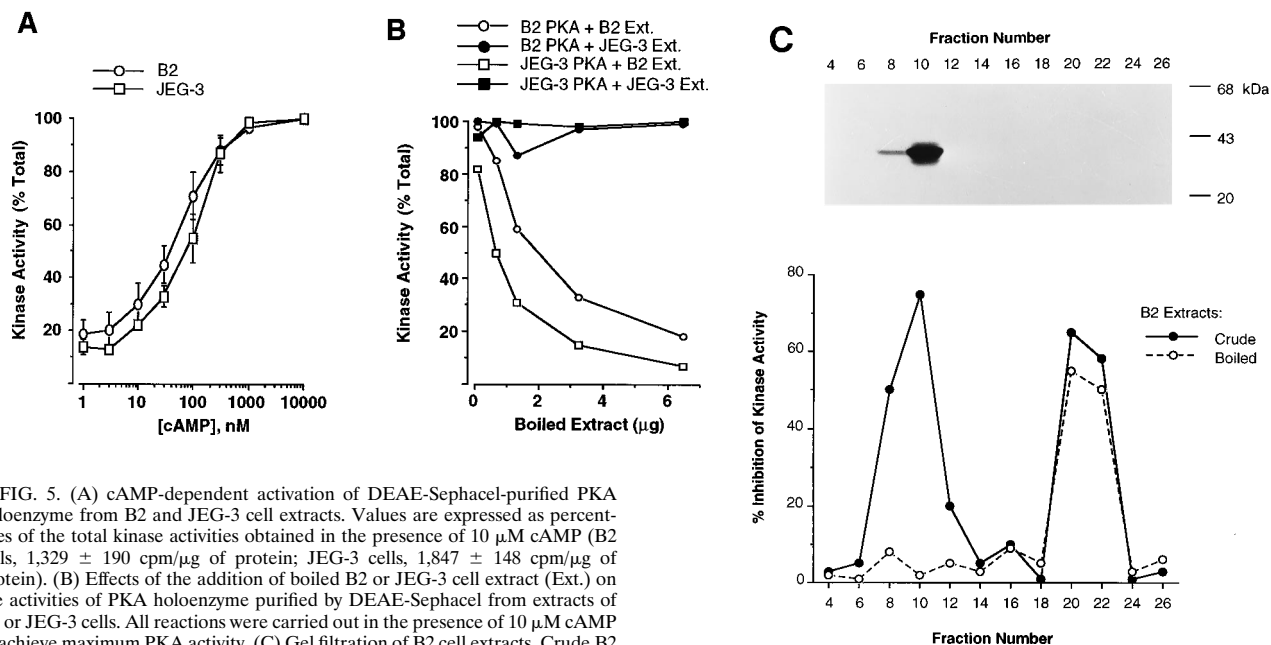 A
B2
JEG-3
Kinase Activity (% Total)
100
80
60
40
20
1 10 100 1000 10000
[cAMP], nM
B
B2 PKA + B2 Ext.
B2 PKA + JEG-3 Ext.
JEG-3 PKA + B2 Ext.
JEG-3 PKA + JEG-3 Ext.
Kinase Activity (% Total)
100
80
60
40
20
0 2 4 6
Boiled Extract (μg)
C
Fraction Number
4 6 8 10 12 14 16 18 20 22 24 26
68 kDa
43
20
% Inhibition of Kinase Activity
80
60
40
20
0
B2 Extracts:
Crude
Boiled
4 6 8 10 12 14 16 18 20 22 24 26
Fraction Number
FIG. 5. (A) cAMP-dependent activation of DEAE-Sephacel-purified PKA
loenzyme from B2 and JEG-3 cell extracts. Values are expressed as percent-
es of the total kinase activities obtained in the presence of 10 μM cAMP (B2
ls, 1,329 ± 190 cpm/μg of protein; JEG-3 cells, 1,847 ± 148 cpm/μg of
otein). (B) Effects of the addition of boiled B2 or JEG-3 cell extract (Ext.) on
e activities of PKA holoenzyme purified by DEAE-Sephacel from extracts of
or JEG-3 cells. All reactions were carried out in the presence of 10 μM cAMP
achieve maximum PKA activity. (C) Gel filtration of B2 cell extracts. Crude B2